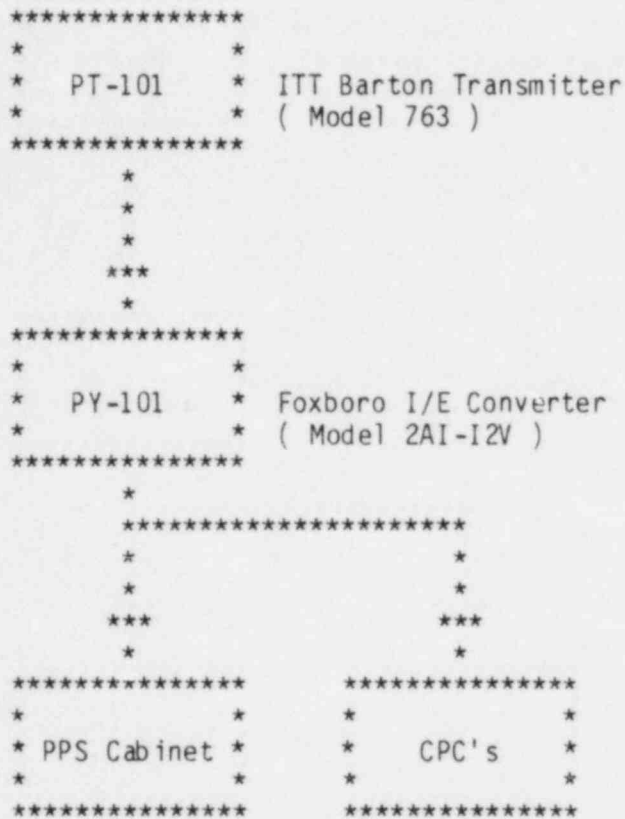 ***************
* *
* PT-101 * ITT Barton Transmitter
* * ( Model 763 )
***************
*
*
*
***
*
***************
* *
* PY-101 * Foxboro I/E Converter
* * ( Model 2AI-I2V )
***************
*
**********************
* *
* *
*** ***
* *
*************** ***************
* * * *
* PPS Cabinet * * CPC's *
* * * *
*************** ***************